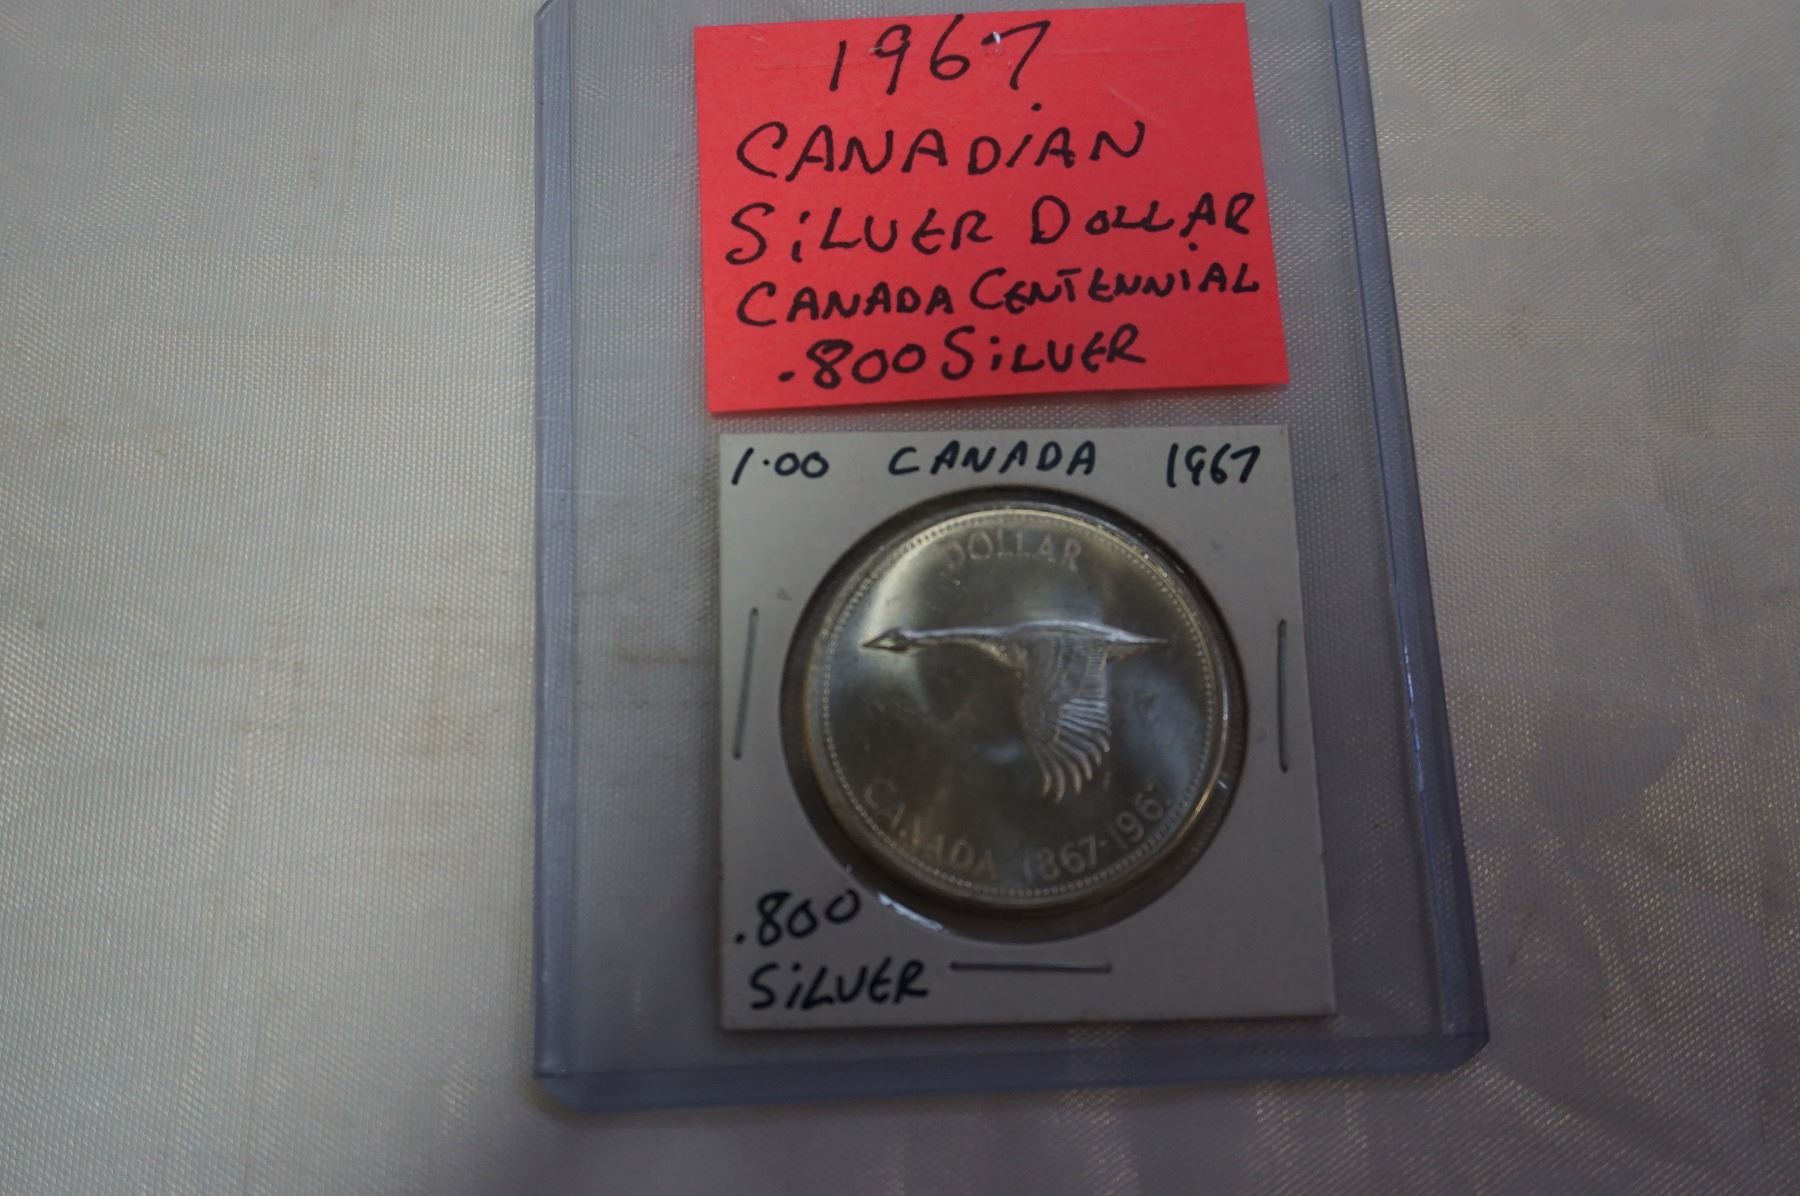 1967
CANADIAN
SiLVER DOLLAR
CANADA CENTENNIAL
.800 SiLVER
1.00 CANADA 1967
DOLLAR
CANADA 1867-1967
.800
SiLVER